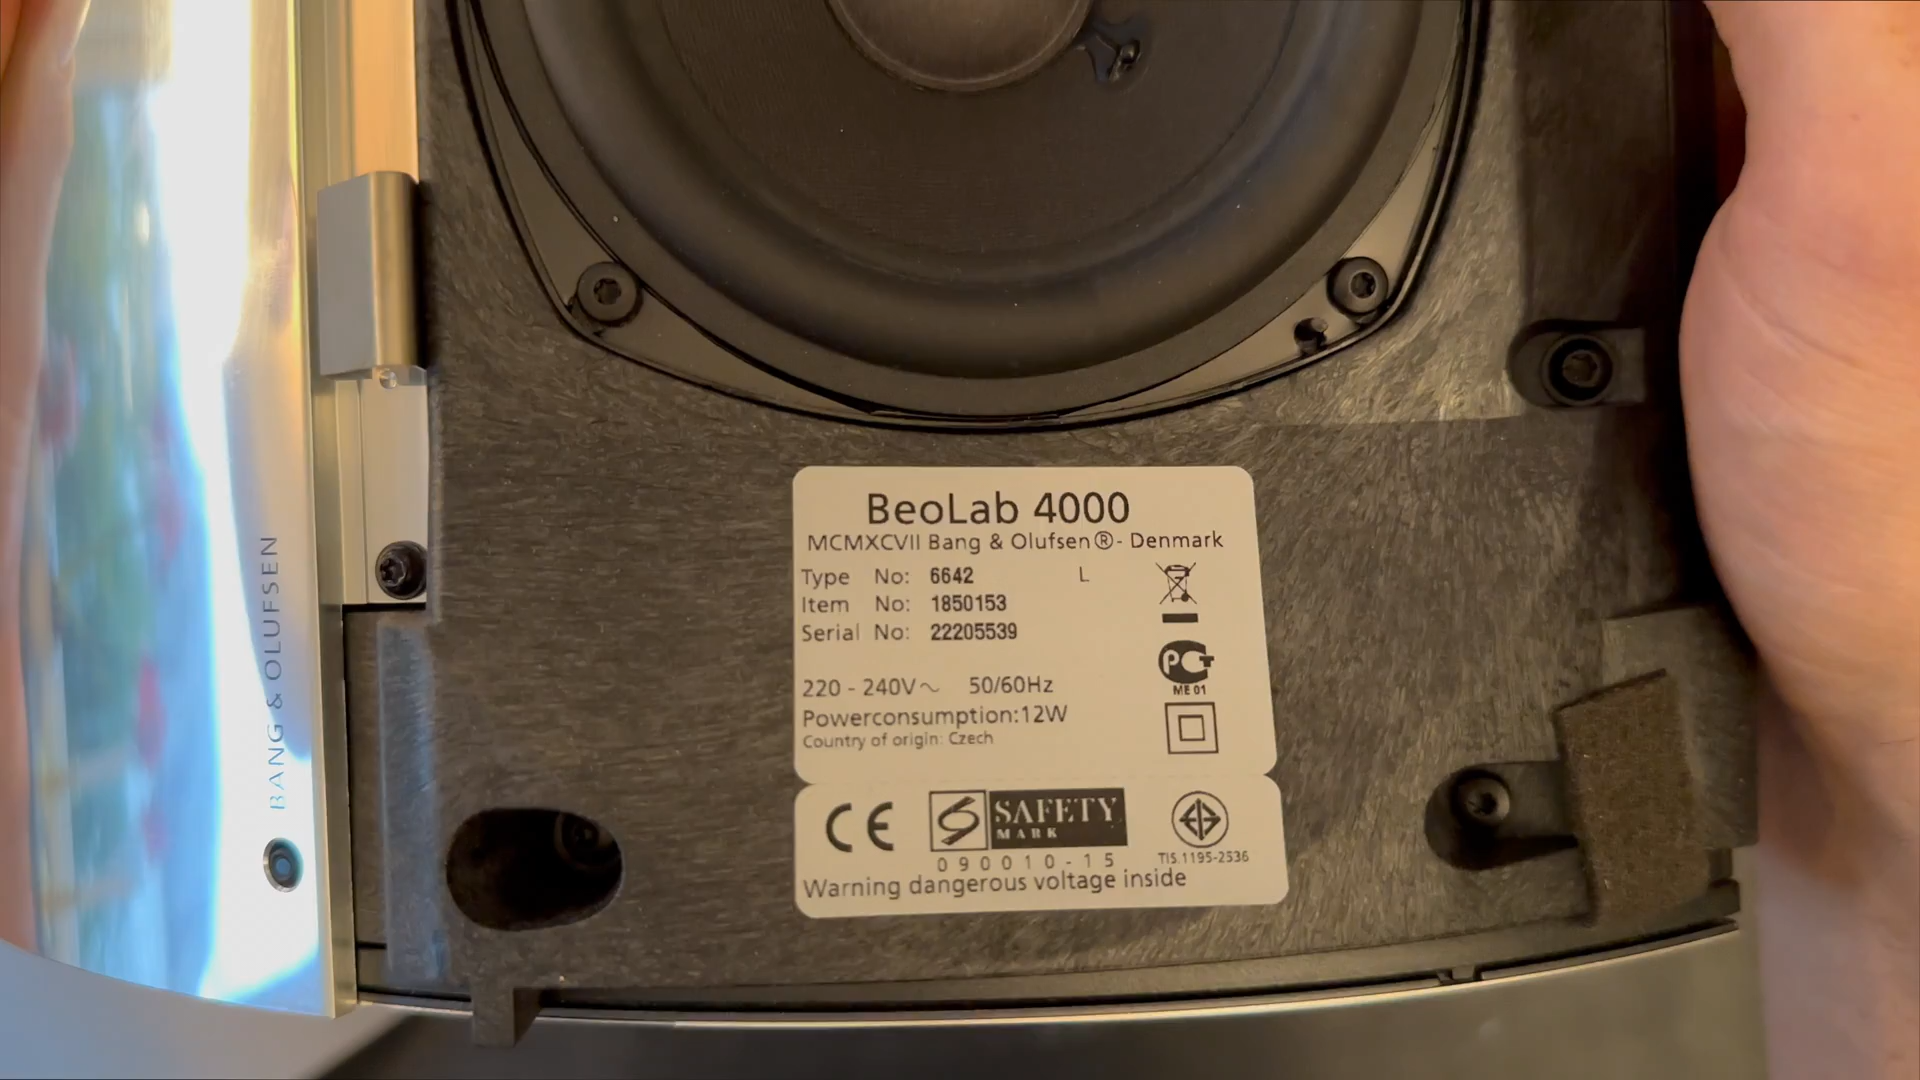 BeoLab 4000
MCMXCVII Bang & Olufsen®- Denmark
Type No: 6642 L
Item No: 1850153
Serial No: 22205539
220 - 240V~ 50/60Hz
Powerconsumption:12W
Country of origin: Czech
PCT
ME 01
CE
S SAFETY
MARK
090010-15
TIS.1195-2536
Warning dangerous voltage inside
BANG & OLUFSEN